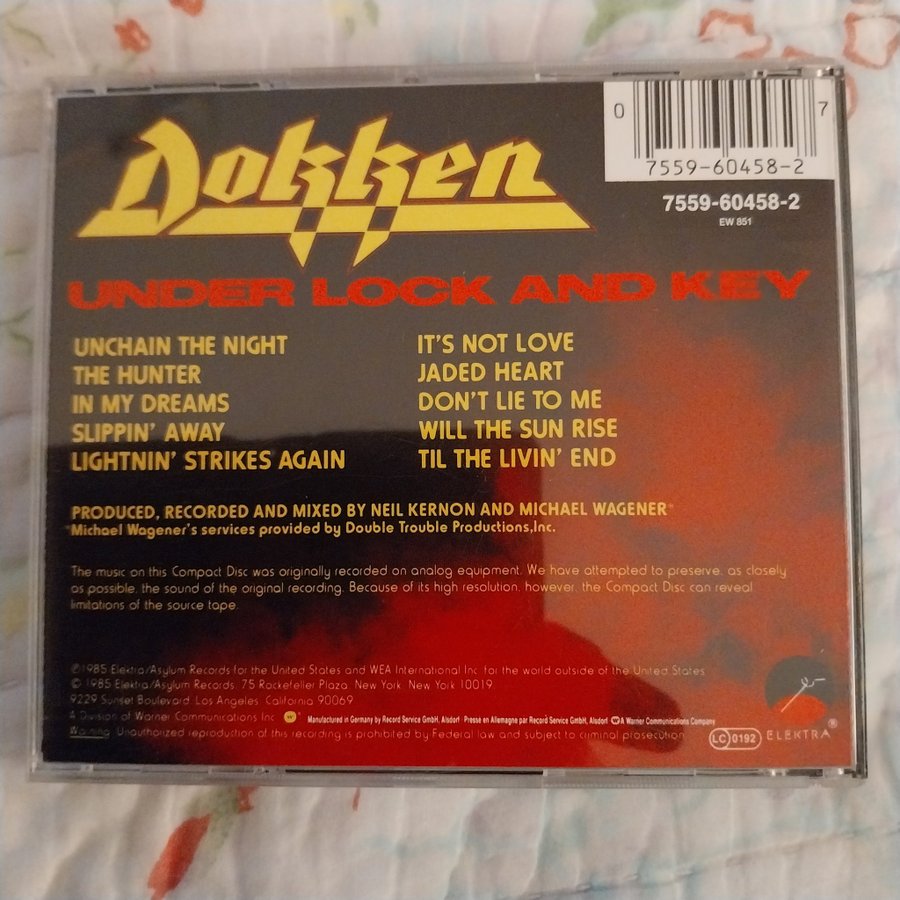 Dokken
0 7
7559-60458-2
7559-60458-2
EW 851
UNDER LOCK AND KEY
UNCHAIN THE NIGHT
THE HUNTER
IN MY DREAMS
SLIPPIN' AWAY
LIGHTNIN' STRIKES AGAIN
IT'S NOT LOVE
JADED HEART
DON'T LIE TO ME
WILL THE SUN RISE
TIL THE LIVIN' END
PRODUCED, RECORDED AND MIXED BY NEIL KERNON AND MICHAEL WAGENER*
*Michael Wagener's services provided by Double Trouble Productions,Inc.
The music on this Compact Disc was originally recorded on analog equipment. We have attempted to preserve, as closely
as possible, the sound of the original recording. Because of its high resolution, however, the Compact Disc can reveal
limitations of the source tape.
℗ 1985 Elektra/Asylum Records for the United States and WEA International Inc. for the world outside of the United States.
© 1985 Elektra/Asylum Records, 75 Rockefeller Plaza, New York, New York 10019.
9229 Sunset Boulevard, Los Angeles, California 90069
A Division of Warner Communications Inc. Manufactured in Germany by Record Service GmbH, Alsdorf Presse en Allemagne par Record Service GmbH, Alsdorf A Warner Communications Company
Warning: Unauthorized reproduction of this recording is prohibited by Federal law and subject to criminal prosecution.
LC 0192
ELEKTRA®